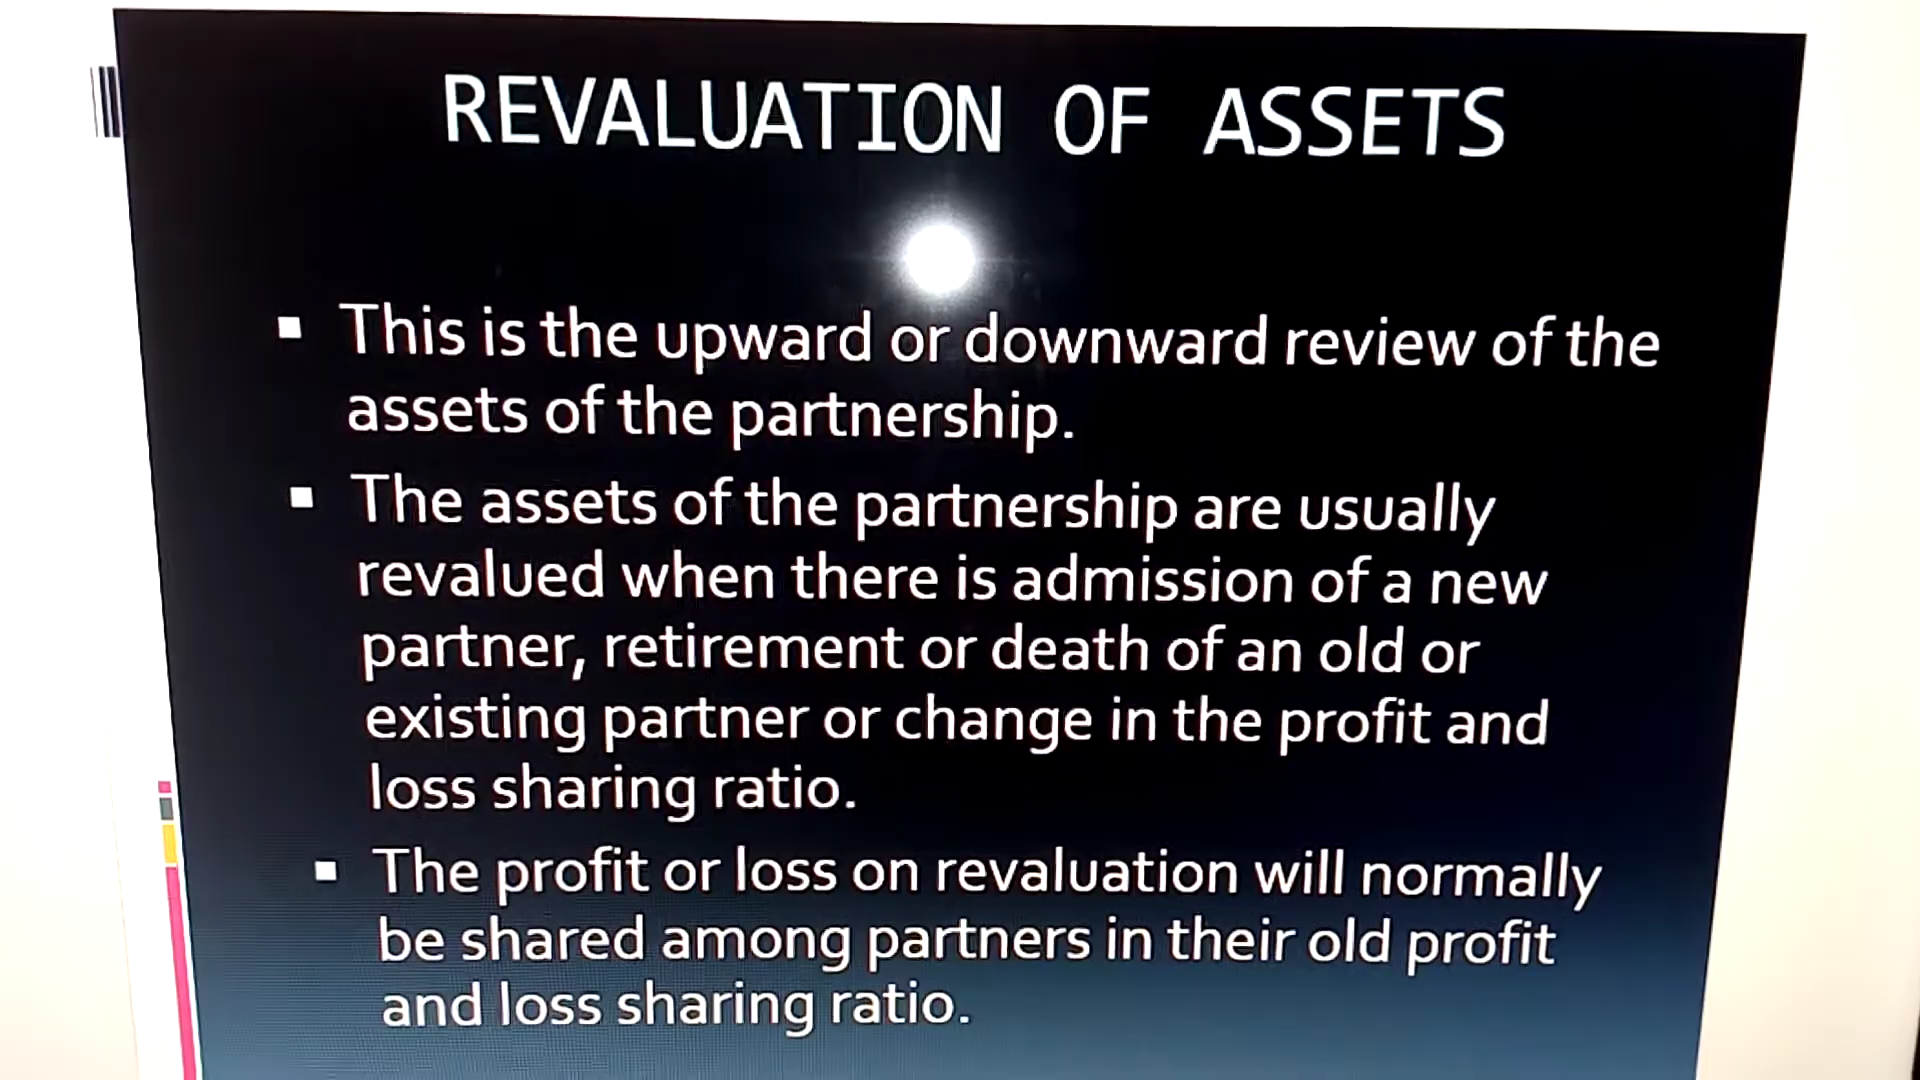 REVALUATION OF ASSETS
▪ This is the upward or downward review of the
assets of the partnership.
▪ The assets of the partnership are usually
revalued when there is admission of a new
partner, retirement or death of an old or
existing partner or change in the profit and
loss sharing ratio.
▪ The profit or loss on revaluation will normally
be shared among partners in their old profit
and loss sharing ratio.